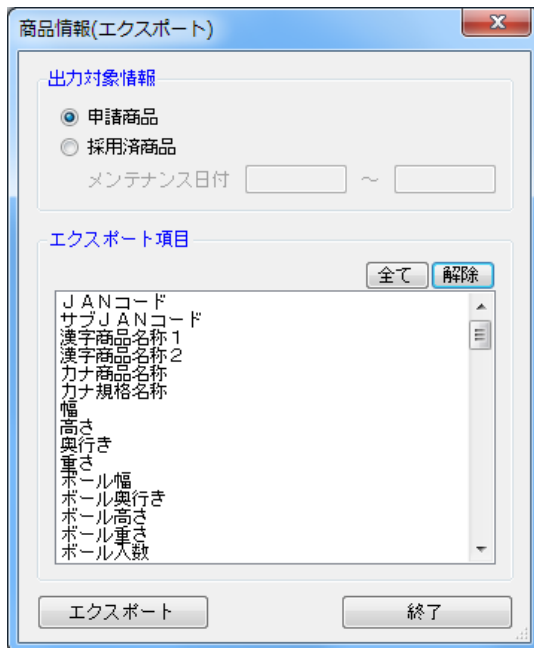 商品情報(エクスポート)
出力対象情報
申請商品
採用済商品
メンテナンス日付 ～
エクスポート項目
全て 解除
ＪＡＮコード
サブＪＡＮコード
漢字商品名称１
漢字商品名称２
カナ商品名称
カナ規格名称
幅
高さ
奥行き
重さ
ボール幅
ボール奥行き
ボール高さ
ボール重さ
ボール入数
エクスポート 終了